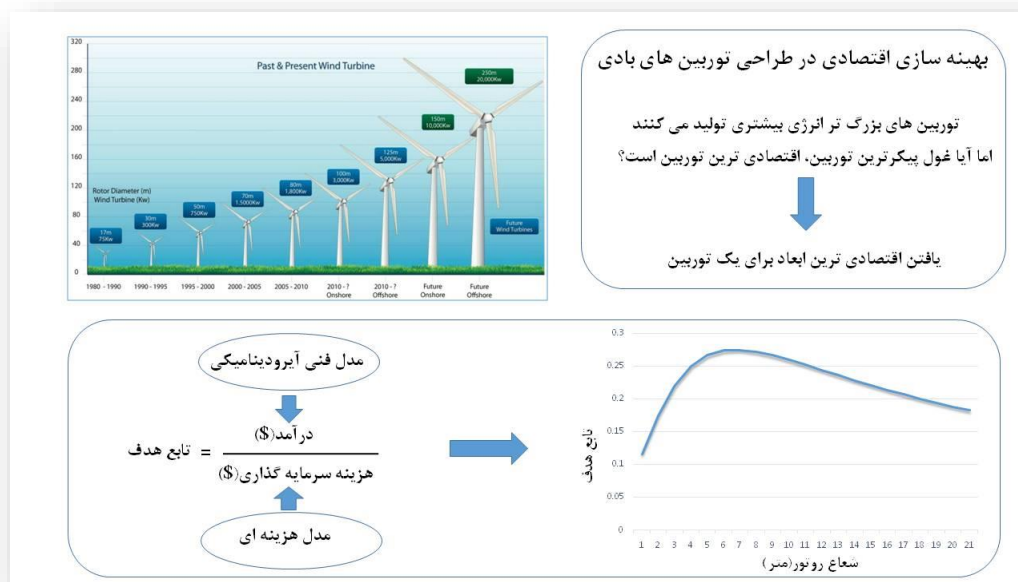 بهینه سازی اقتصادی در طراحی توربین های بادی
توربین های بزرگ تر انرژی بیشتری تولید می کنند
اما آیا غول پیکرترین توربین، اقتصادی ترین توربین است؟
یافتن اقتصادی ترین ابعاد برای یک توربین
Past & Present Wind Turbine
320
280
240
200
160
120
80
40
0
Rotor Diameter (m)
Wind Turbine (Kw)
17m
75Kw
30m
300Kw
50m
750Kw
70m
1,5000Kw
80m
1,800Kw
100m
3,000Kw
125m
5,000Kw
150m
10,000Kw
250m
20,000Kw
Future
Wind Turbines
1980 - 1990
1990 - 1995
1995 - 2000
2000 - 2005
2005 - 2010
2010 - ?
Onshore
2010 - ?
Offshore
Future
Onshore
Future
Offshore
مدل فنی آیرودینامیکی
درآمد($)
تابع هدف =
هزینه سرمایه گذاری($)
مدل هزینه ای
0.3
0.25
0.2
0.15
0.1
0.05
0
تابع هدف
1 2 3 4 5 6 7 8 9 10 11 12 13 14 15 16 17 18 19 20 21
شعاع روتور(متر)